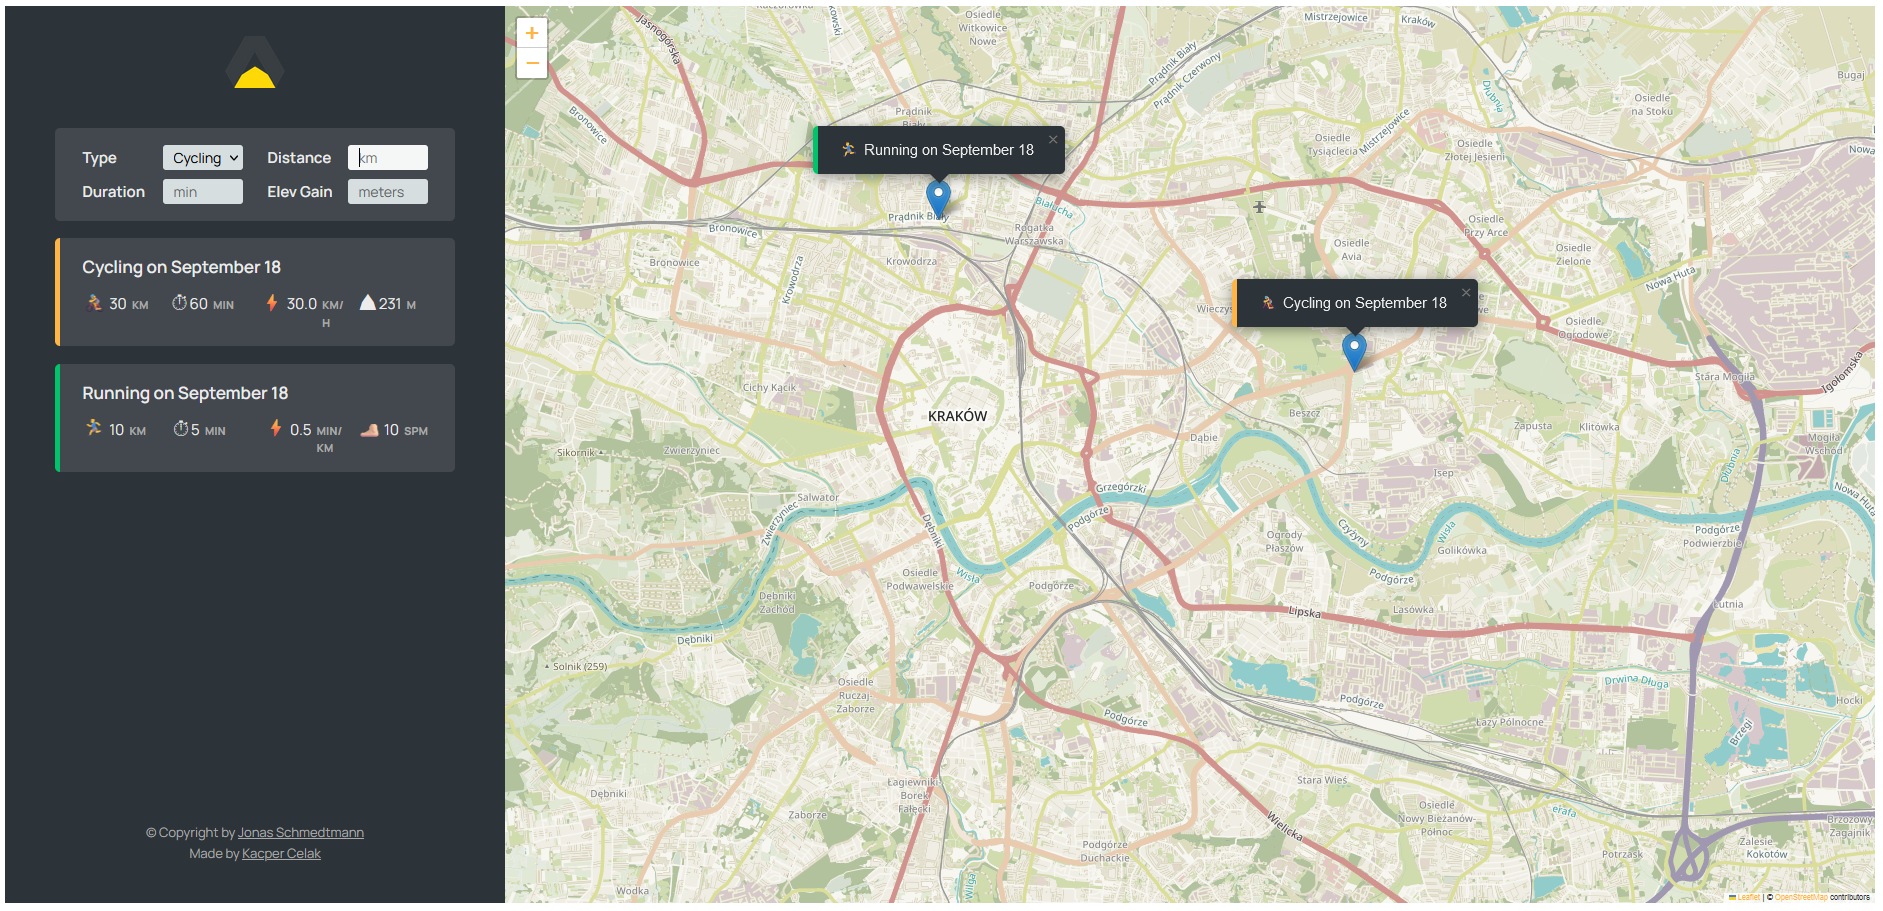 Type Cycling Distance km
Duration min Elev Gain meters
Cycling on September 18
30 KM 60 MIN 30.0 KM/H 231 M
Running on September 18
10 KM 5 MIN 0.5 MIN/KM 10 SPM
© Copyright by Jonas Schmedtmann
Made by Kacper Celak
+
−
Running on September 18
×
Cycling on September 18
×
Jasnogórska
Osiedle
Witkowice
Nowe
Mistrzejowice
Kraków
Prądnik Biały
Prądnik Czerwony
Dłubnia
Bugaj
Osiedle
na Stoku
Bronowice
Prądnik
Biały
Osiedle
Tysiąclecia
Mistrzejowice
Osiedle
Złotej Jesieni
Nowa
Prądnik Biały
Białucha
Bronowice
Rogatka
Warszawska
Osiedle
Przy Arce
Osiedle
Avia
Osiedle
Zielone
Bronowice
Krowodrza
Krowodrza
Nowa Huta
Wieczys
Osiedle
Ogrodowe
Stara Mogiła
Igołomska
Cichy Kącik
KRAKÓW
Beszcz
Dąbie
Zapusta
Klitówka
Mogiła
Wschód
Sikornik
Zwierzyniec
Isep
Dłubnia
Salwator
Grzegórzki
Nowa Huta
Zwierzyniec
Dębniki
Podgórze
Czyżyny
Wisła
Golikówka
Podgórze
Podwierzbie
Ogrody
Płaszów
Osiedle
Podwawelskie
Wisła
Podgórze
Podgórze
Dębniki
Zachód
Lipska
Lasówka
Lutnia
Dębniki
Solnik (259)
Osiedle
Ruczaj-
Zaborze
Drwina Długa
Podgórze
Podgórze
Łazy Północne
Hocki
Brzegi
Łagiewniki-
Borek
Fałęcki
Dębniki
Stara Wieś
Zaborze
Wielicka
Osiedle
Nowy Bieżanów-
Północ
erafa
Brzozowy
Zagajnik
Zalesie
Kokotów
Podgórze
Duchackie
Potrzask
Wodka
Wilga
Leaflet | © OpenStreetMap contributors